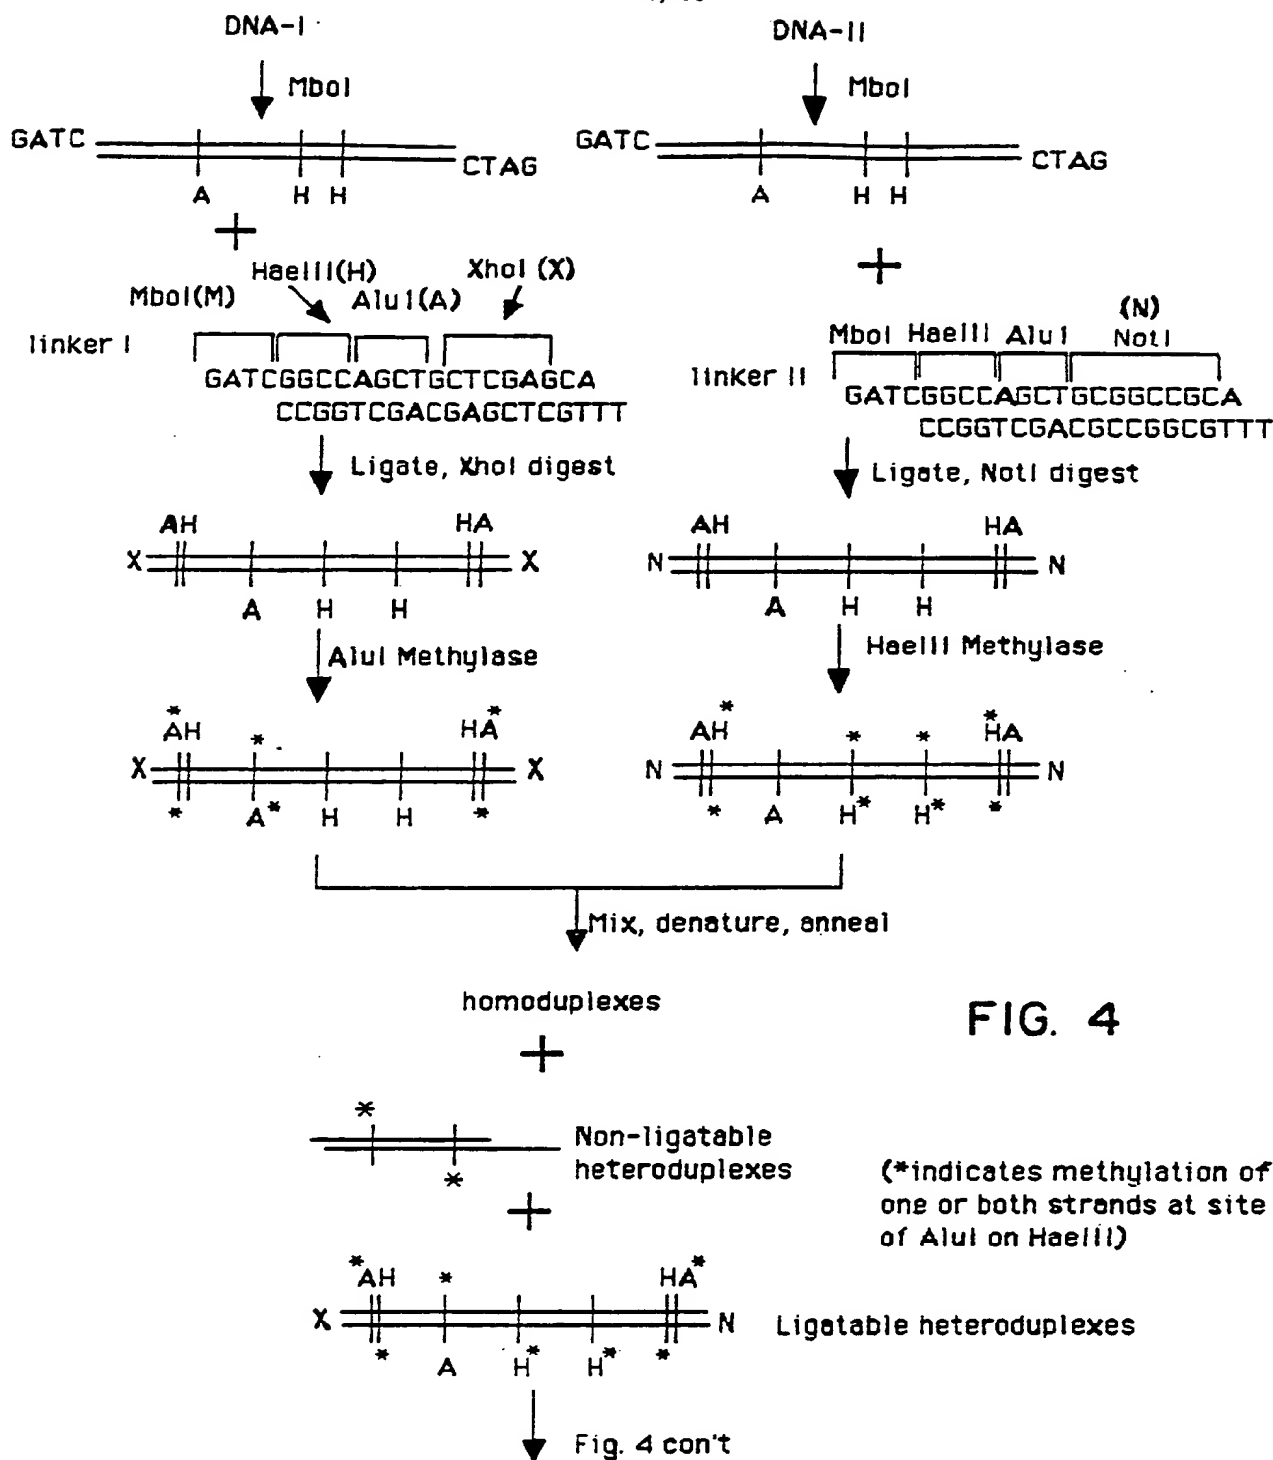 DNA-I DNA-II
MboI MboI
GATC GATC
CTAG CTAG
A H H A H H
+ +
HaeIII(H) XhoI (X)
MboI(M) AluI(A)
linker I
GATCGGCCAGCTGCTCGAGCA
CCGGTCGACGAGCTCGTTT
(N)
MboI HaeIII AluI NotI
linker II
GATCGGCCAGCTGCGGCCGCA
CCGGTCGACGCCGGCGTTT
Ligate, XhoI digest Ligate, NotI digest
AH HA AH HA
X X N N
A H H A H H
AluI Methylase HaeIII Methylase
* * * * * * *
AH HA AH HA
X X N N
* A* H H * * A H* H* *
Mix, denature, anneal
homoduplexes
+
FIG. 4
*
Non-ligatable
heteroduplexes
*
+
(*indicates methylation of
one or both strands at site
of AluI on HaeIII)
*AH * HA*
X N Ligatable heteroduplexes
* A H* H* *
Fig. 4 con't